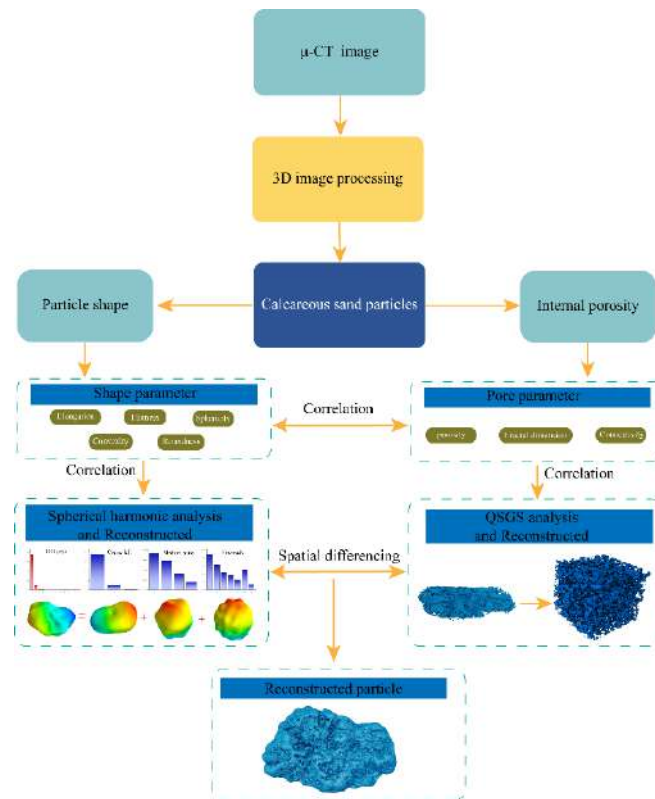 μ-CT image
3D image processing
Particle shape
Calcareous sand particles
Internal porosity
Shape parameter
Elongation
Flatness
Sphericity
Convexity
Roundness
Correlation
Pore parameter
porosity
Fractal dimension
Connectivity
Correlation
Correlation
Spherical harmonic analysis
and Reconstructed
QSGS analysis
and Reconstructed
Spatial differencing
Reconstructed particle